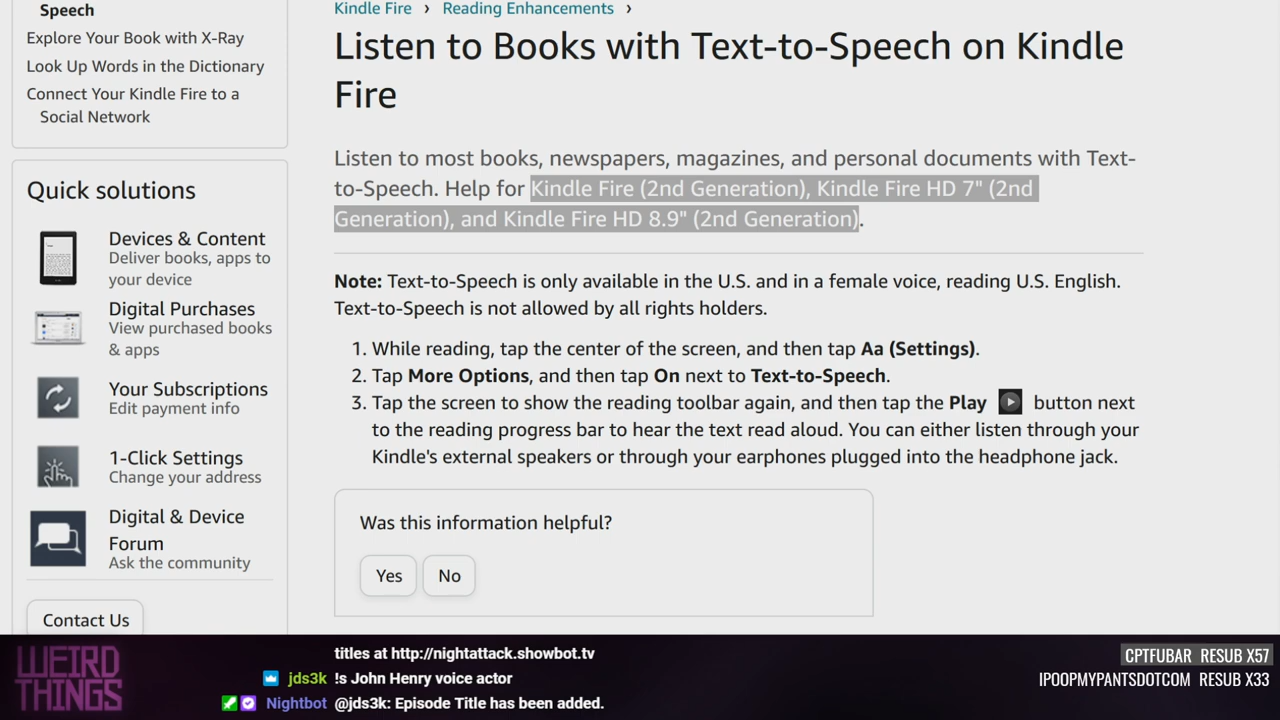 Speech
Explore Your Book with X-Ray
Look Up Words in the Dictionary
Connect Your Kindle Fire to a
Social Network
Quick solutions
Devices & Content
Deliver books, apps to
your device
Digital Purchases
View purchased books
& apps
Your Subscriptions
Edit payment info
1-Click Settings
Change your address
Digital & Device
Forum
Ask the community
Contact Us
Kindle Fire › Reading Enhancements ›
Listen to Books with Text-to-Speech on Kindle
Fire
Listen to most books, newspapers, magazines, and personal documents with Text-
to-Speech. Help for Kindle Fire (2nd Generation), Kindle Fire HD 7" (2nd
Generation), and Kindle Fire HD 8.9" (2nd Generation).
Note: Text-to-Speech is only available in the U.S. and in a female voice, reading U.S. English.
Text-to-Speech is not allowed by all rights holders.
1. While reading, tap the center of the screen, and then tap Aa (Settings).
2. Tap More Options, and then tap On next to Text-to-Speech.
3. Tap the screen to show the reading toolbar again, and then tap the Play button next
to the reading progress bar to hear the text read aloud. You can either listen through your
Kindle's external speakers or through your earphones plugged into the headphone jack.
Was this information helpful?
Yes No
WEIRD
THINGS
titles at http://nightattack.showbot.tv
jds3k !s John Henry voice actor
Nightbot @jds3k: Episode Title has been added.
CPTFUBAR RESUB X57
IPOOPMYPANTSDOTCOM RESUB X33